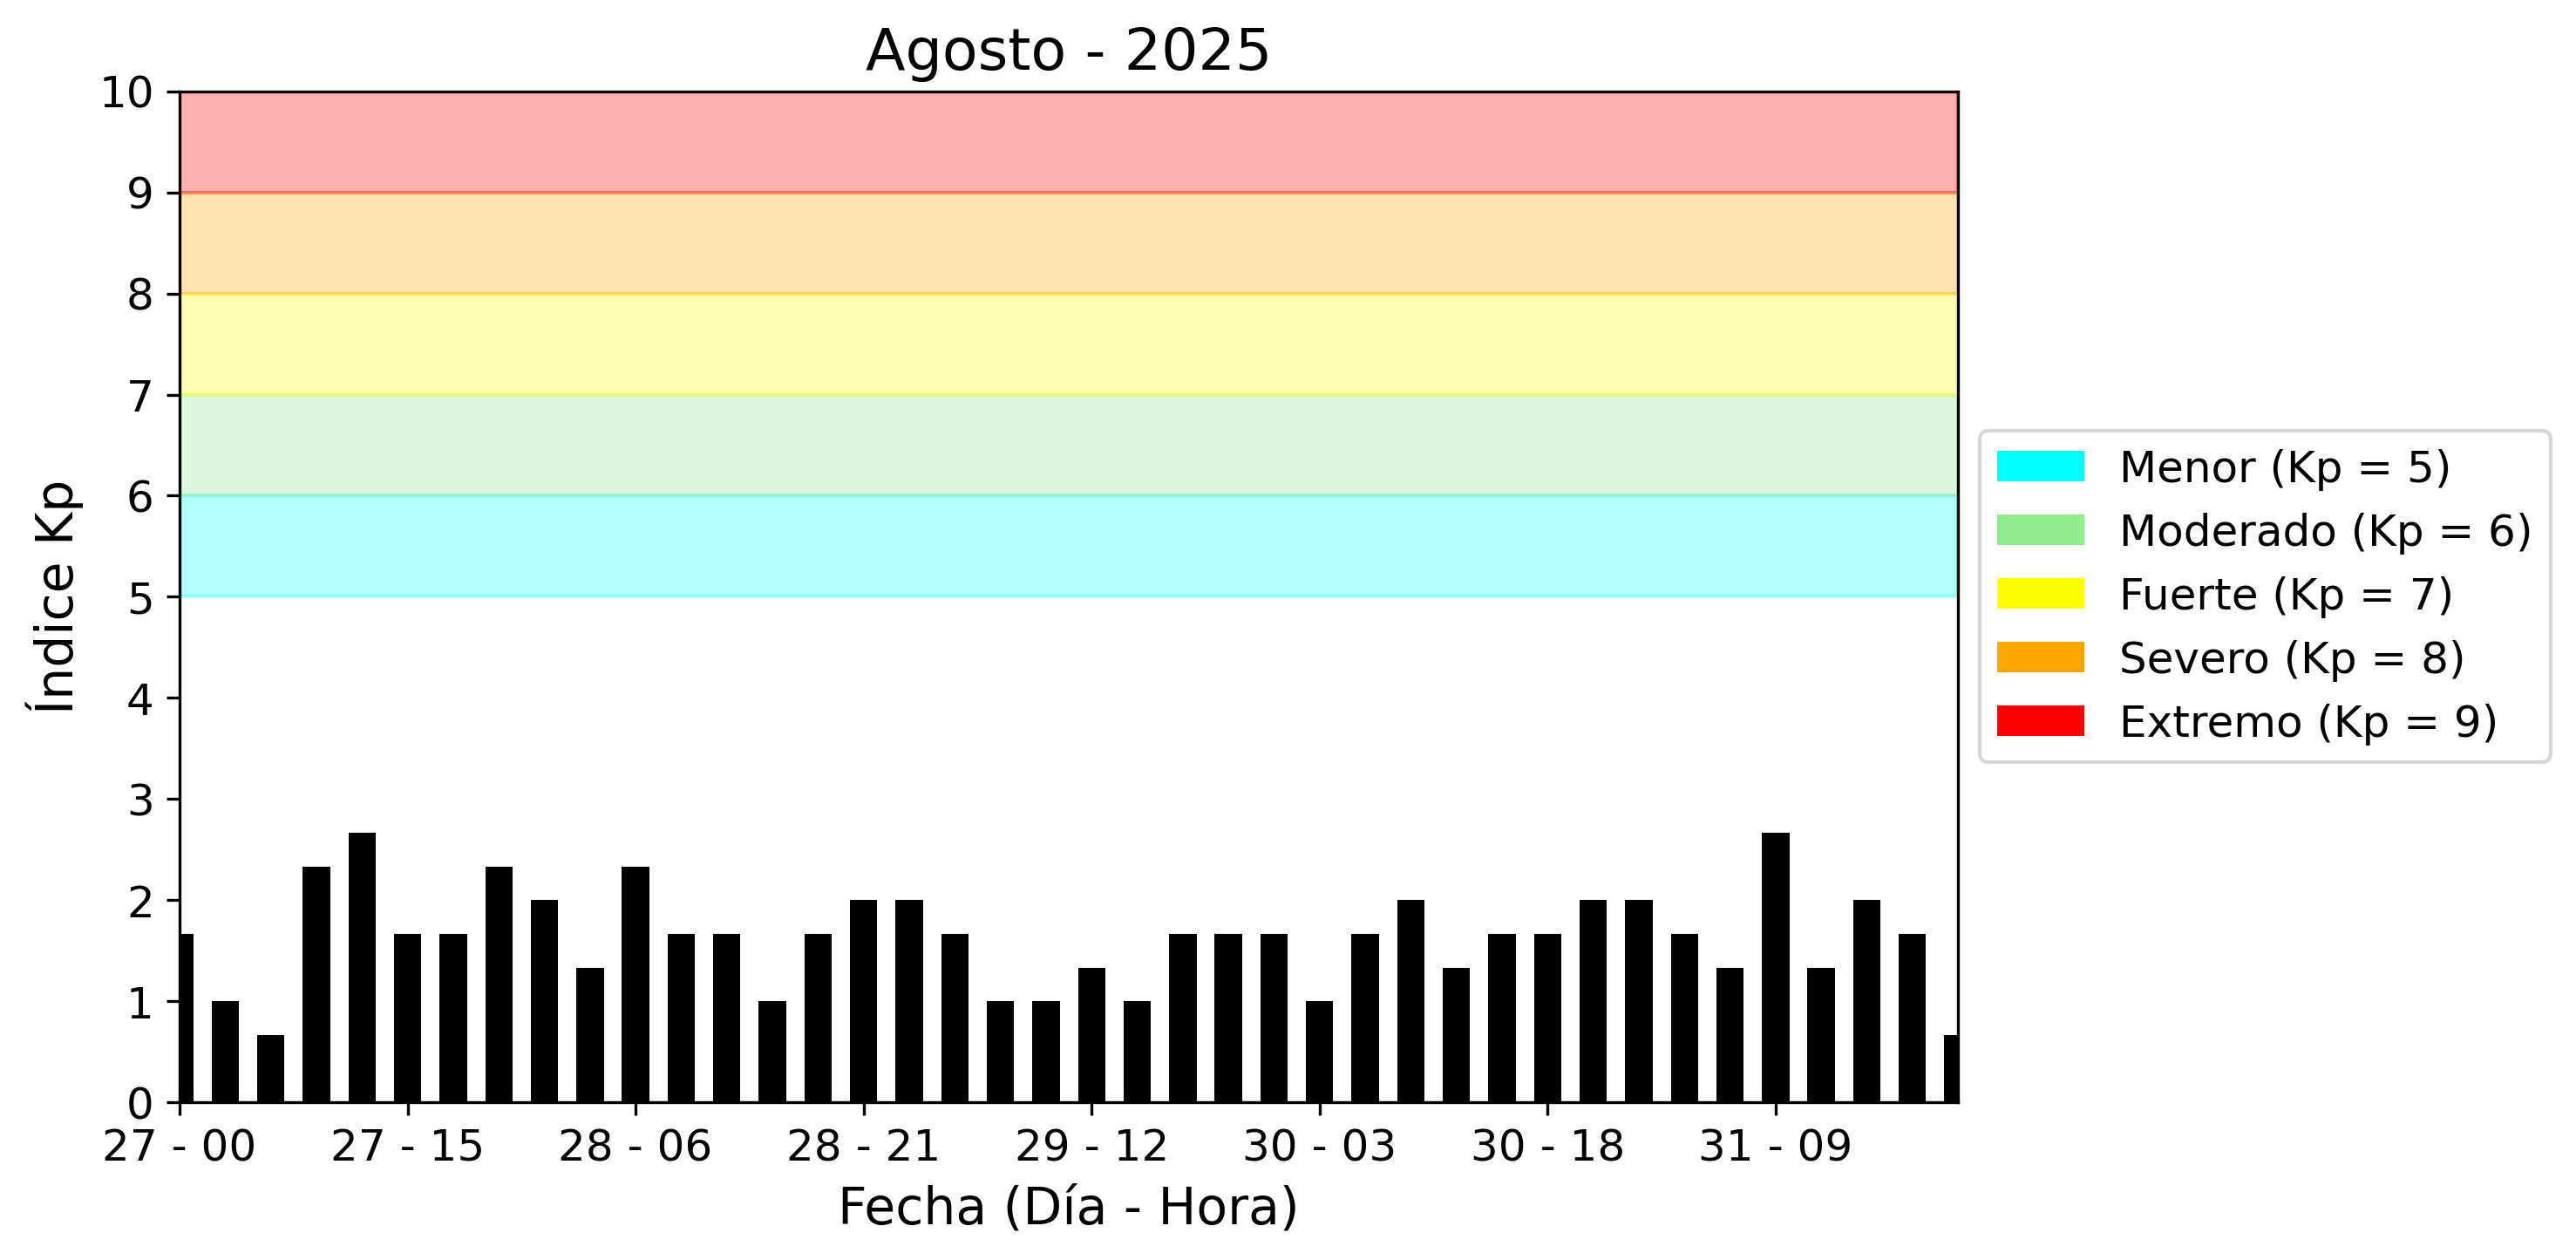 Agosto - 2025
10
9
8
7
6
5
4
3
2
1
0
Índice Kp
27 - 00
27 - 15
28 - 06
28 - 21
29 - 12
30 - 03
30 - 18
31 - 09
Fecha (Día - Hora)
Menor (Kp = 5)
Moderado (Kp = 6)
Fuerte (Kp = 7)
Severo (Kp = 8)
Extremo (Kp = 9)